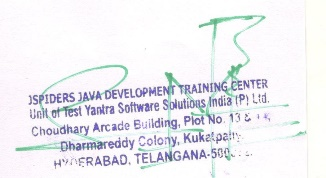 JSPIDERS JAVA DEVELOPMENT TRAINING CENTER
Unit of Test Yantra Software Solutions India (P) Ltd.
Choudhary Arcade Building, Plot No. 13 &
Dharmareddy Colony, Kukatpally
HYDERABAD, TELANGANA-500